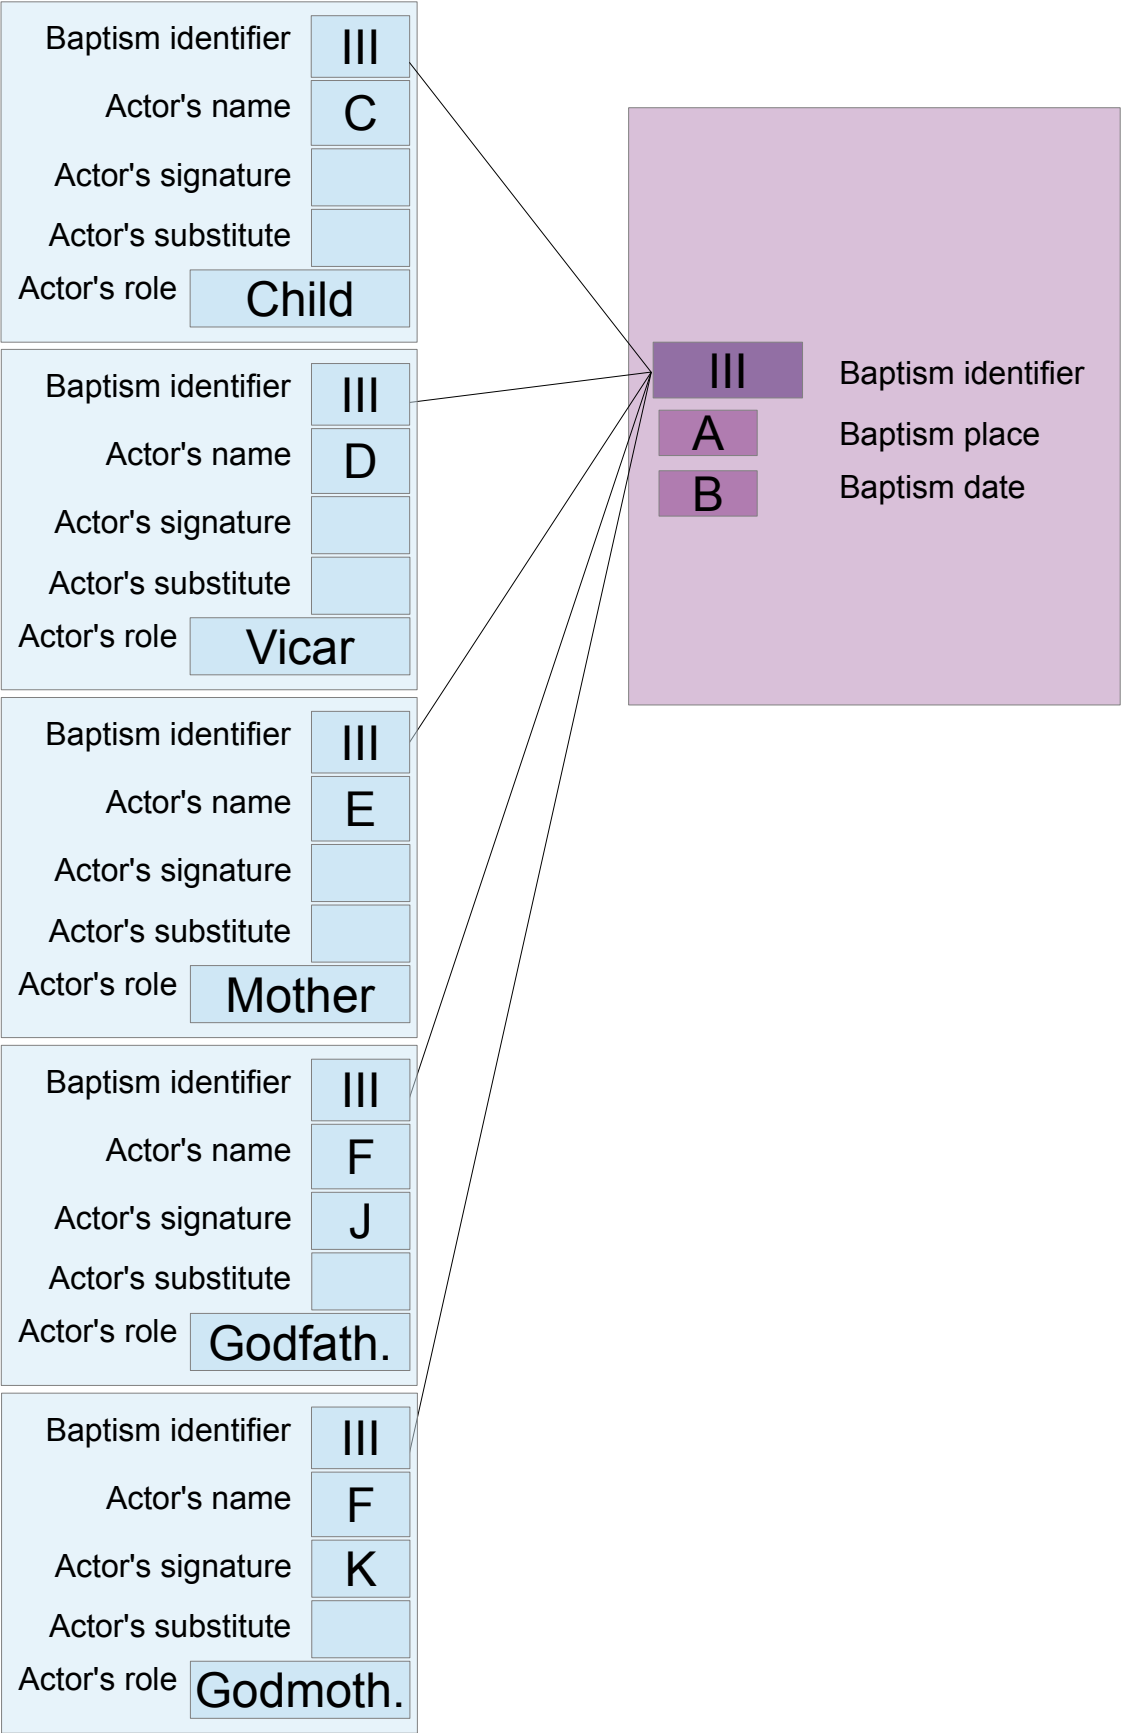 Baptism identifier III
Actor's name C
Actor's signature
Actor's substitute
Actor's role Child
Baptism identifier III
Actor's name D
Actor's signature
Actor's substitute
Actor's role Vicar
Baptism identifier III
Actor's name E
Actor's signature
Actor's substitute
Actor's role Mother
Baptism identifier III
Actor's name F
Actor's signature J
Actor's substitute
Actor's role Godfath.
Baptism identifier III
Actor's name F
Actor's signature K
Actor's substitute
Actor's role Godmoth.
III Baptism identifier
A Baptism place
B Baptism date